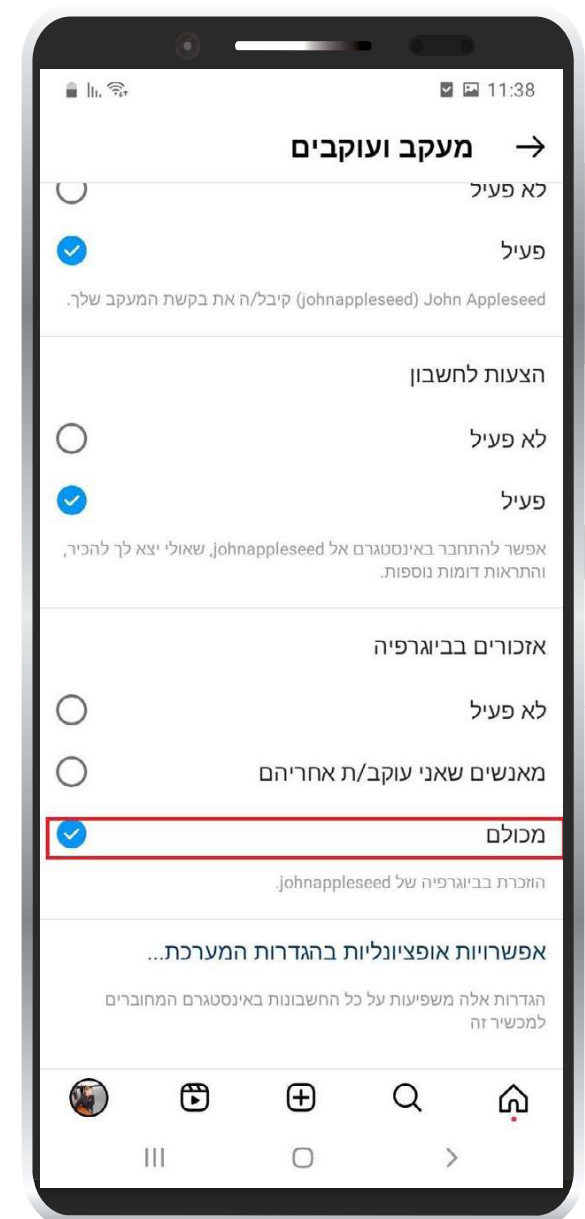 11:38
מעקב ועוקבים
לא פעיל
פעיל
John Appleseed (johnappleseed) קיבל/ה את בקשת המעקב שלך.
הצעות לחשבון
לא פעיל
פעיל
אפשר להתחבר באינסטגרם אל johnappleseed, שאולי יצא לך להכיר,
והתראות דומות נוספות.
אזכורים בביוגרפיה
לא פעיל
מאנשים שאני עוקב/ת אחריהם
מכולם
הוזכרת בביוגרפיה של johnappleseed.
אפשרויות אופציונליות בהגדרות המערכת...
הגדרות אלה משפיעות על כל החשבונות באינסטגרם המחוברים
למכשיר זה